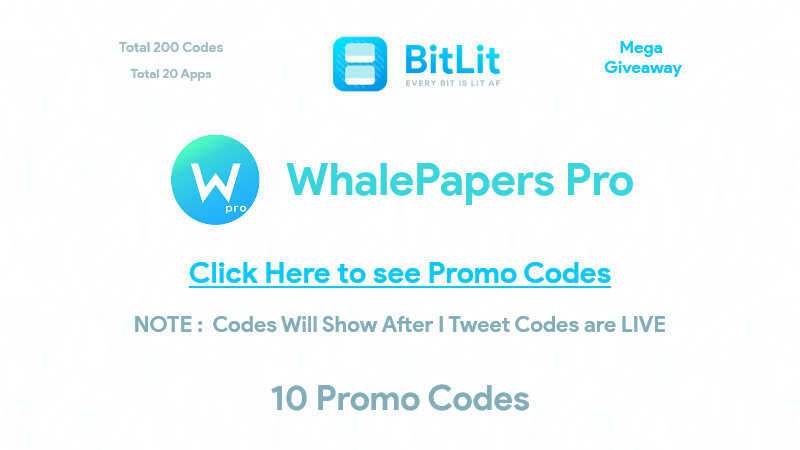 Total 200 Codes
Total 20 Apps
BitLit
EVERY BIT IS LIT AF
Mega
Giveaway
W
pro
WhalePapers Pro
Click Here to see Promo Codes
NOTE : Codes Will Show After I Tweet Codes are LIVE
10 Promo Codes